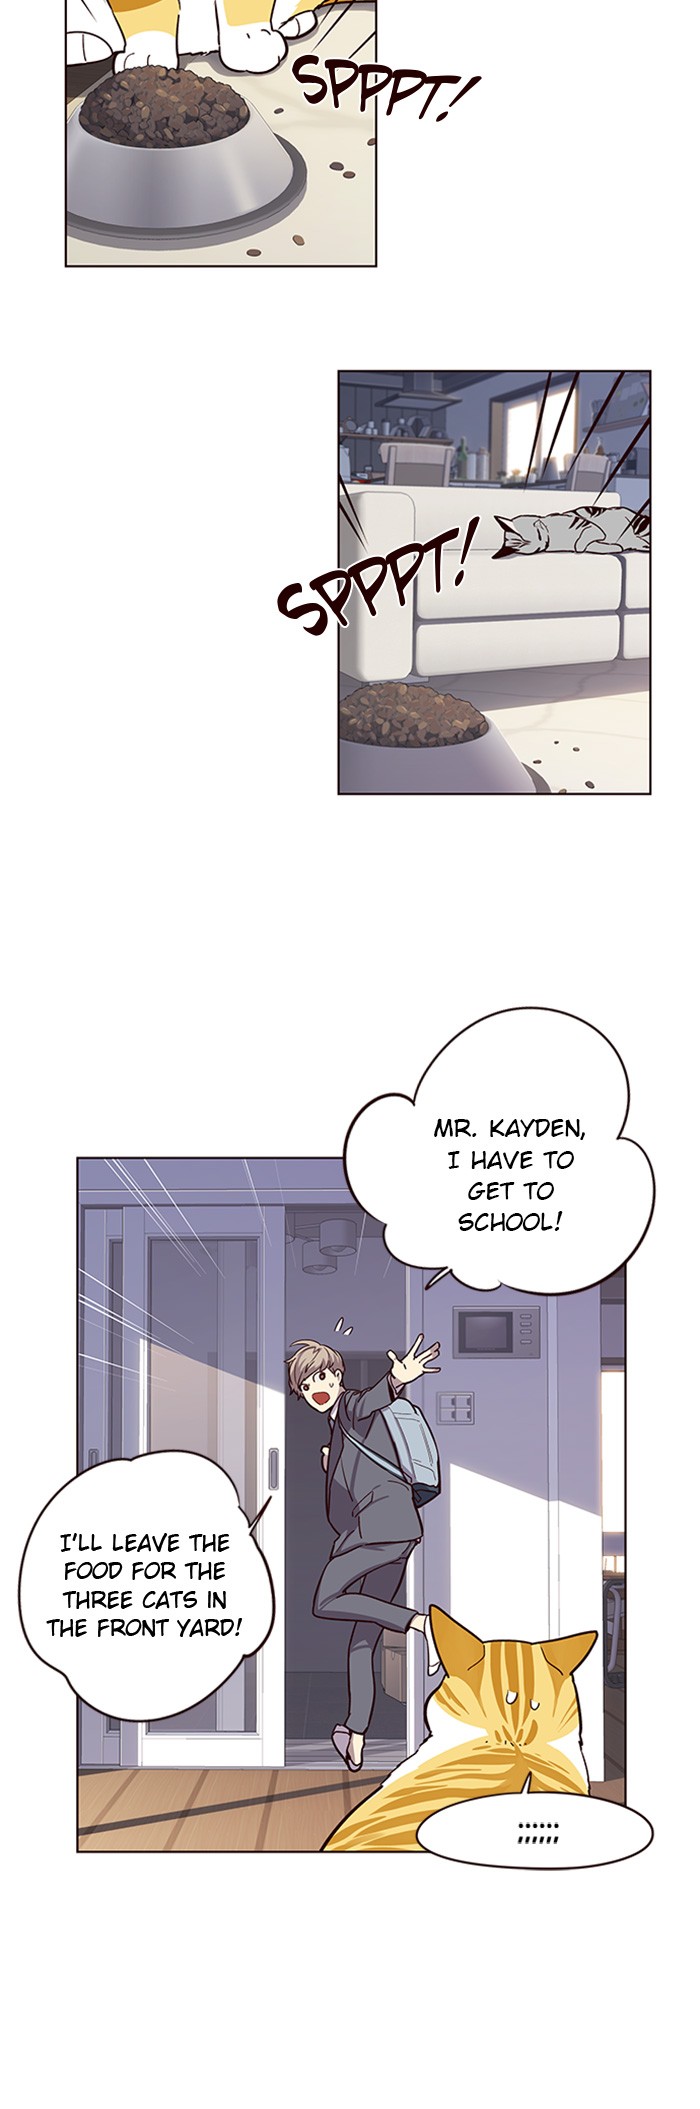 SPPPT!
SPPPT!
MR. KAYDEN,
I HAVE TO
GET TO
SCHOOL!
I'LL LEAVE THE
FOOD FOR THE
THREE CATS IN
THE FRONT YARD!
......
......